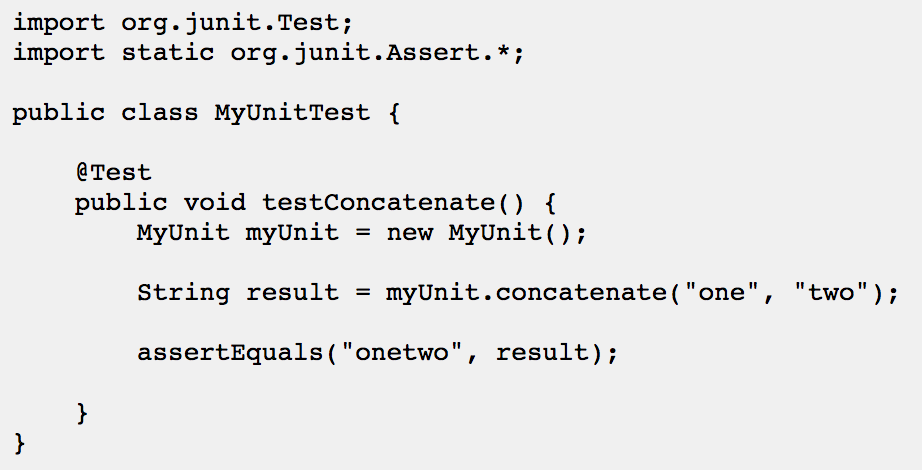 import org.junit.Test;
import static org.junit.Assert.*;
public class MyUnitTest {
@Test
public void testConcatenate() {
MyUnit myUnit = new MyUnit();
String result = myUnit.concatenate("one", "two");
assertEquals("onetwo", result);
}
}